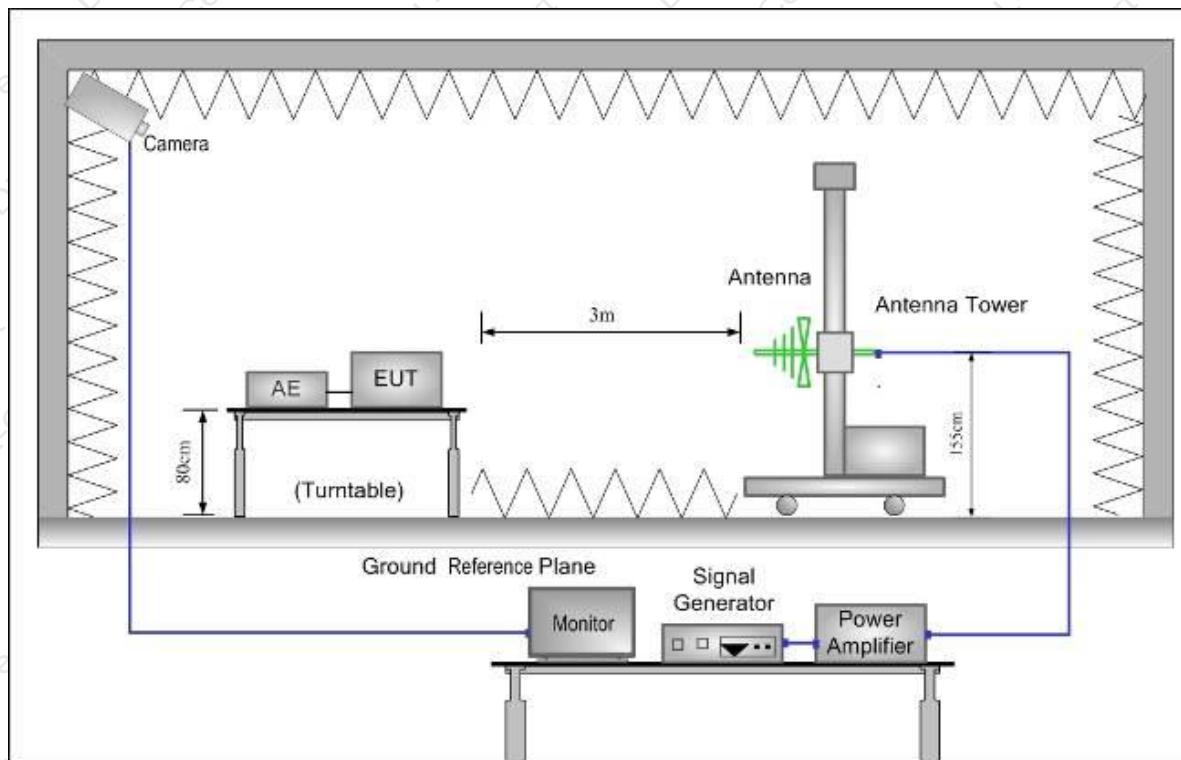 Camera
Antenna
3m
Antenna Tower
AE
EUT
80cm
155cm
(Turntable)
Ground Reference Plane
Signal
Generator
Monitor
Power
Amplifier